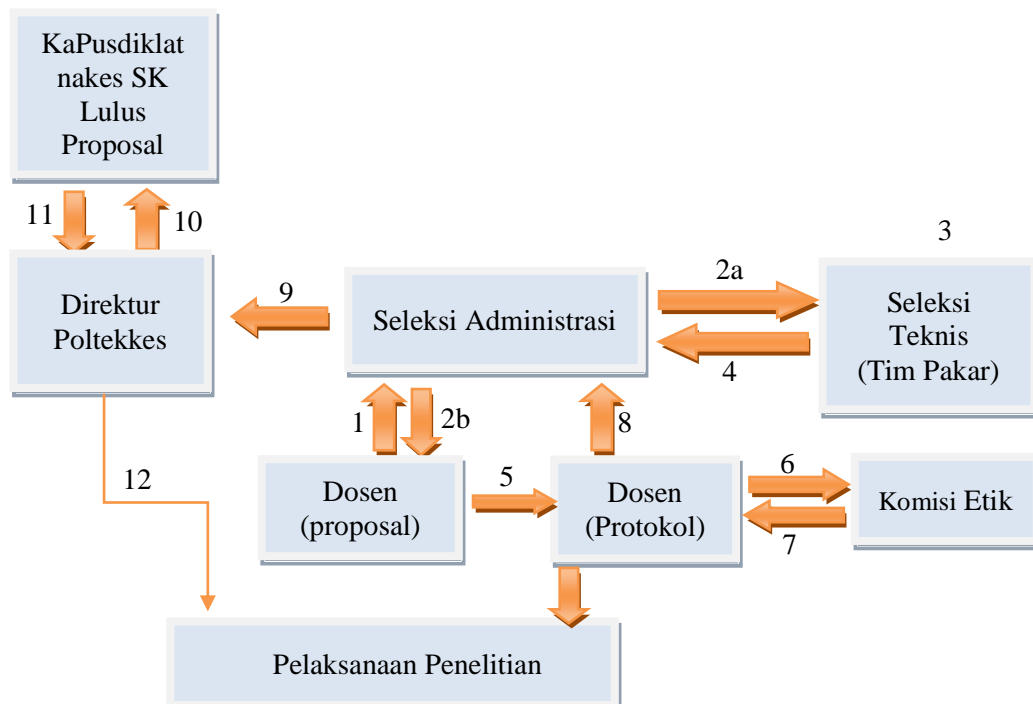 KaPusdiklat
nakes SK
Lulus
Proposal
11
10
3
Direktur
Poltekkes
9
Seleksi Administrasi
2a
4
Seleksi
Teknis
(Tim Pakar)
1
2b
8
12
Dosen
(proposal)
5
Dosen
(Protokol)
6
7
Komisi Etik
Pelaksanaan Penelitian